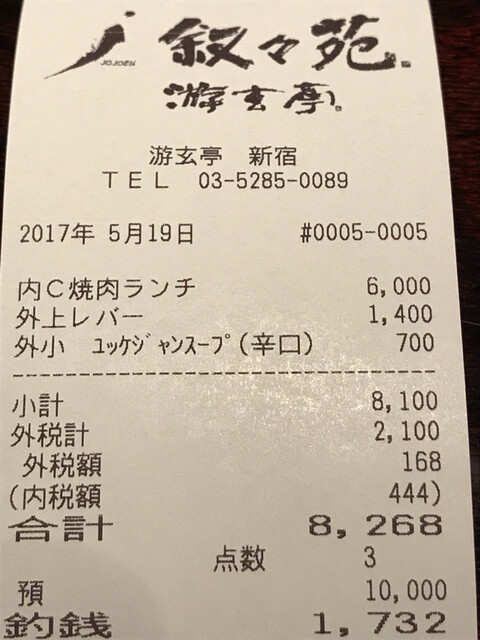 JOJOEN 叙々苑
游玄亭
游玄亭 新宿
TEL 03-5285-0089
2017年 5月19日 #0005-0005
内C焼肉ランチ 6,000
外上レバー 1,400
外小 ユッケジャンスープ(辛口) 700
小計 8,100
外税計 2,100
外税額 168
(内税額 444)
合計 8,268
点数 3
預 10,000
釣銭 1,732